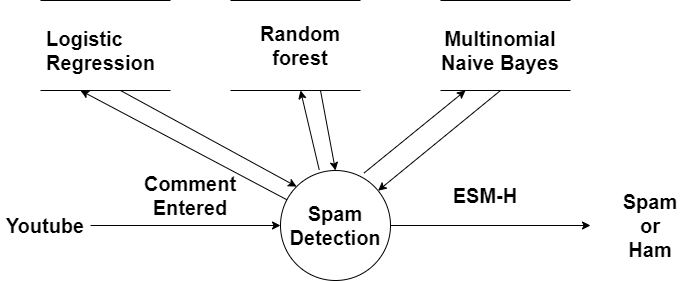 Logistic
Regression
Random
forest
Multinomial
Naive Bayes
Comment
Entered
Youtube
Spam
Detection
ESM-H
Spam
or
Ham